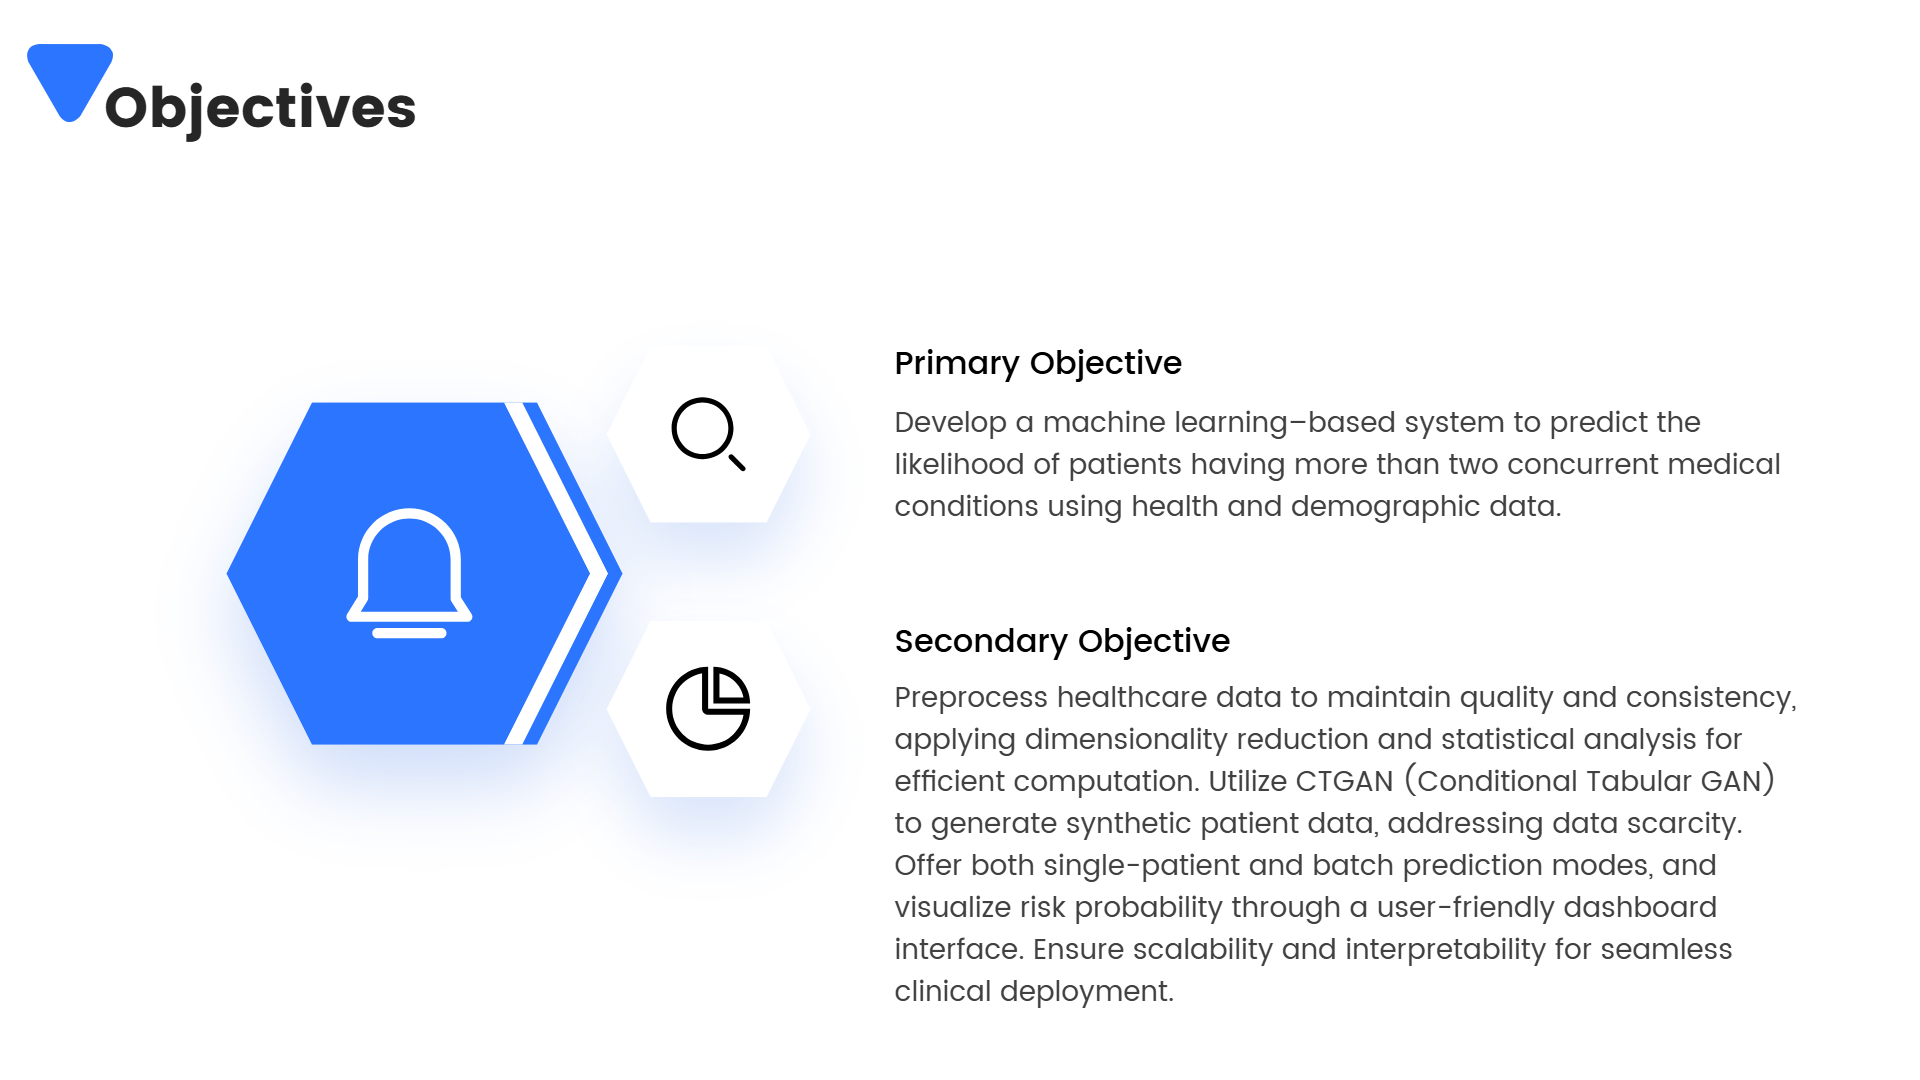 Objectives
Primary Objective
Develop a machine learning–based system to predict the
likelihood of patients having more than two concurrent medical
conditions using health and demographic data.
Secondary Objective
Preprocess healthcare data to maintain quality and consistency,
applying dimensionality reduction and statistical analysis for
efficient computation. Utilize CTGAN (Conditional Tabular GAN)
to generate synthetic patient data, addressing data scarcity.
Offer both single-patient and batch prediction modes, and
visualize risk probability through a user-friendly dashboard
interface. Ensure scalability and interpretability for seamless
clinical deployment.